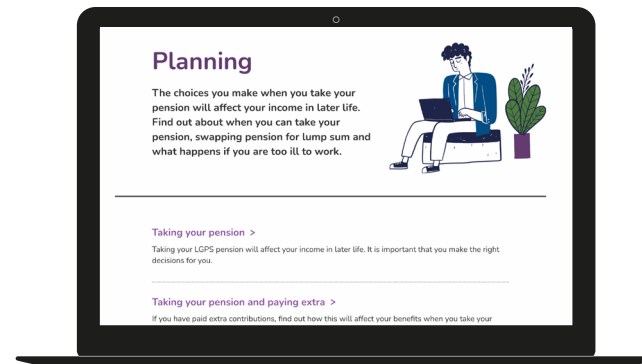 Planning
The choices you make when you take your
pension will affect your income in later life.
Find out about when you can take your
pension, swapping pension for lump sum and
what happens if you are too ill to work.
Taking your pension >
Taking your LGPS pension will affect your income in later life. It is important that you make the right
decisions for you.
Taking your pension and paying extra >
If you have paid extra contributions, find out how this will affect your benefits when you take your